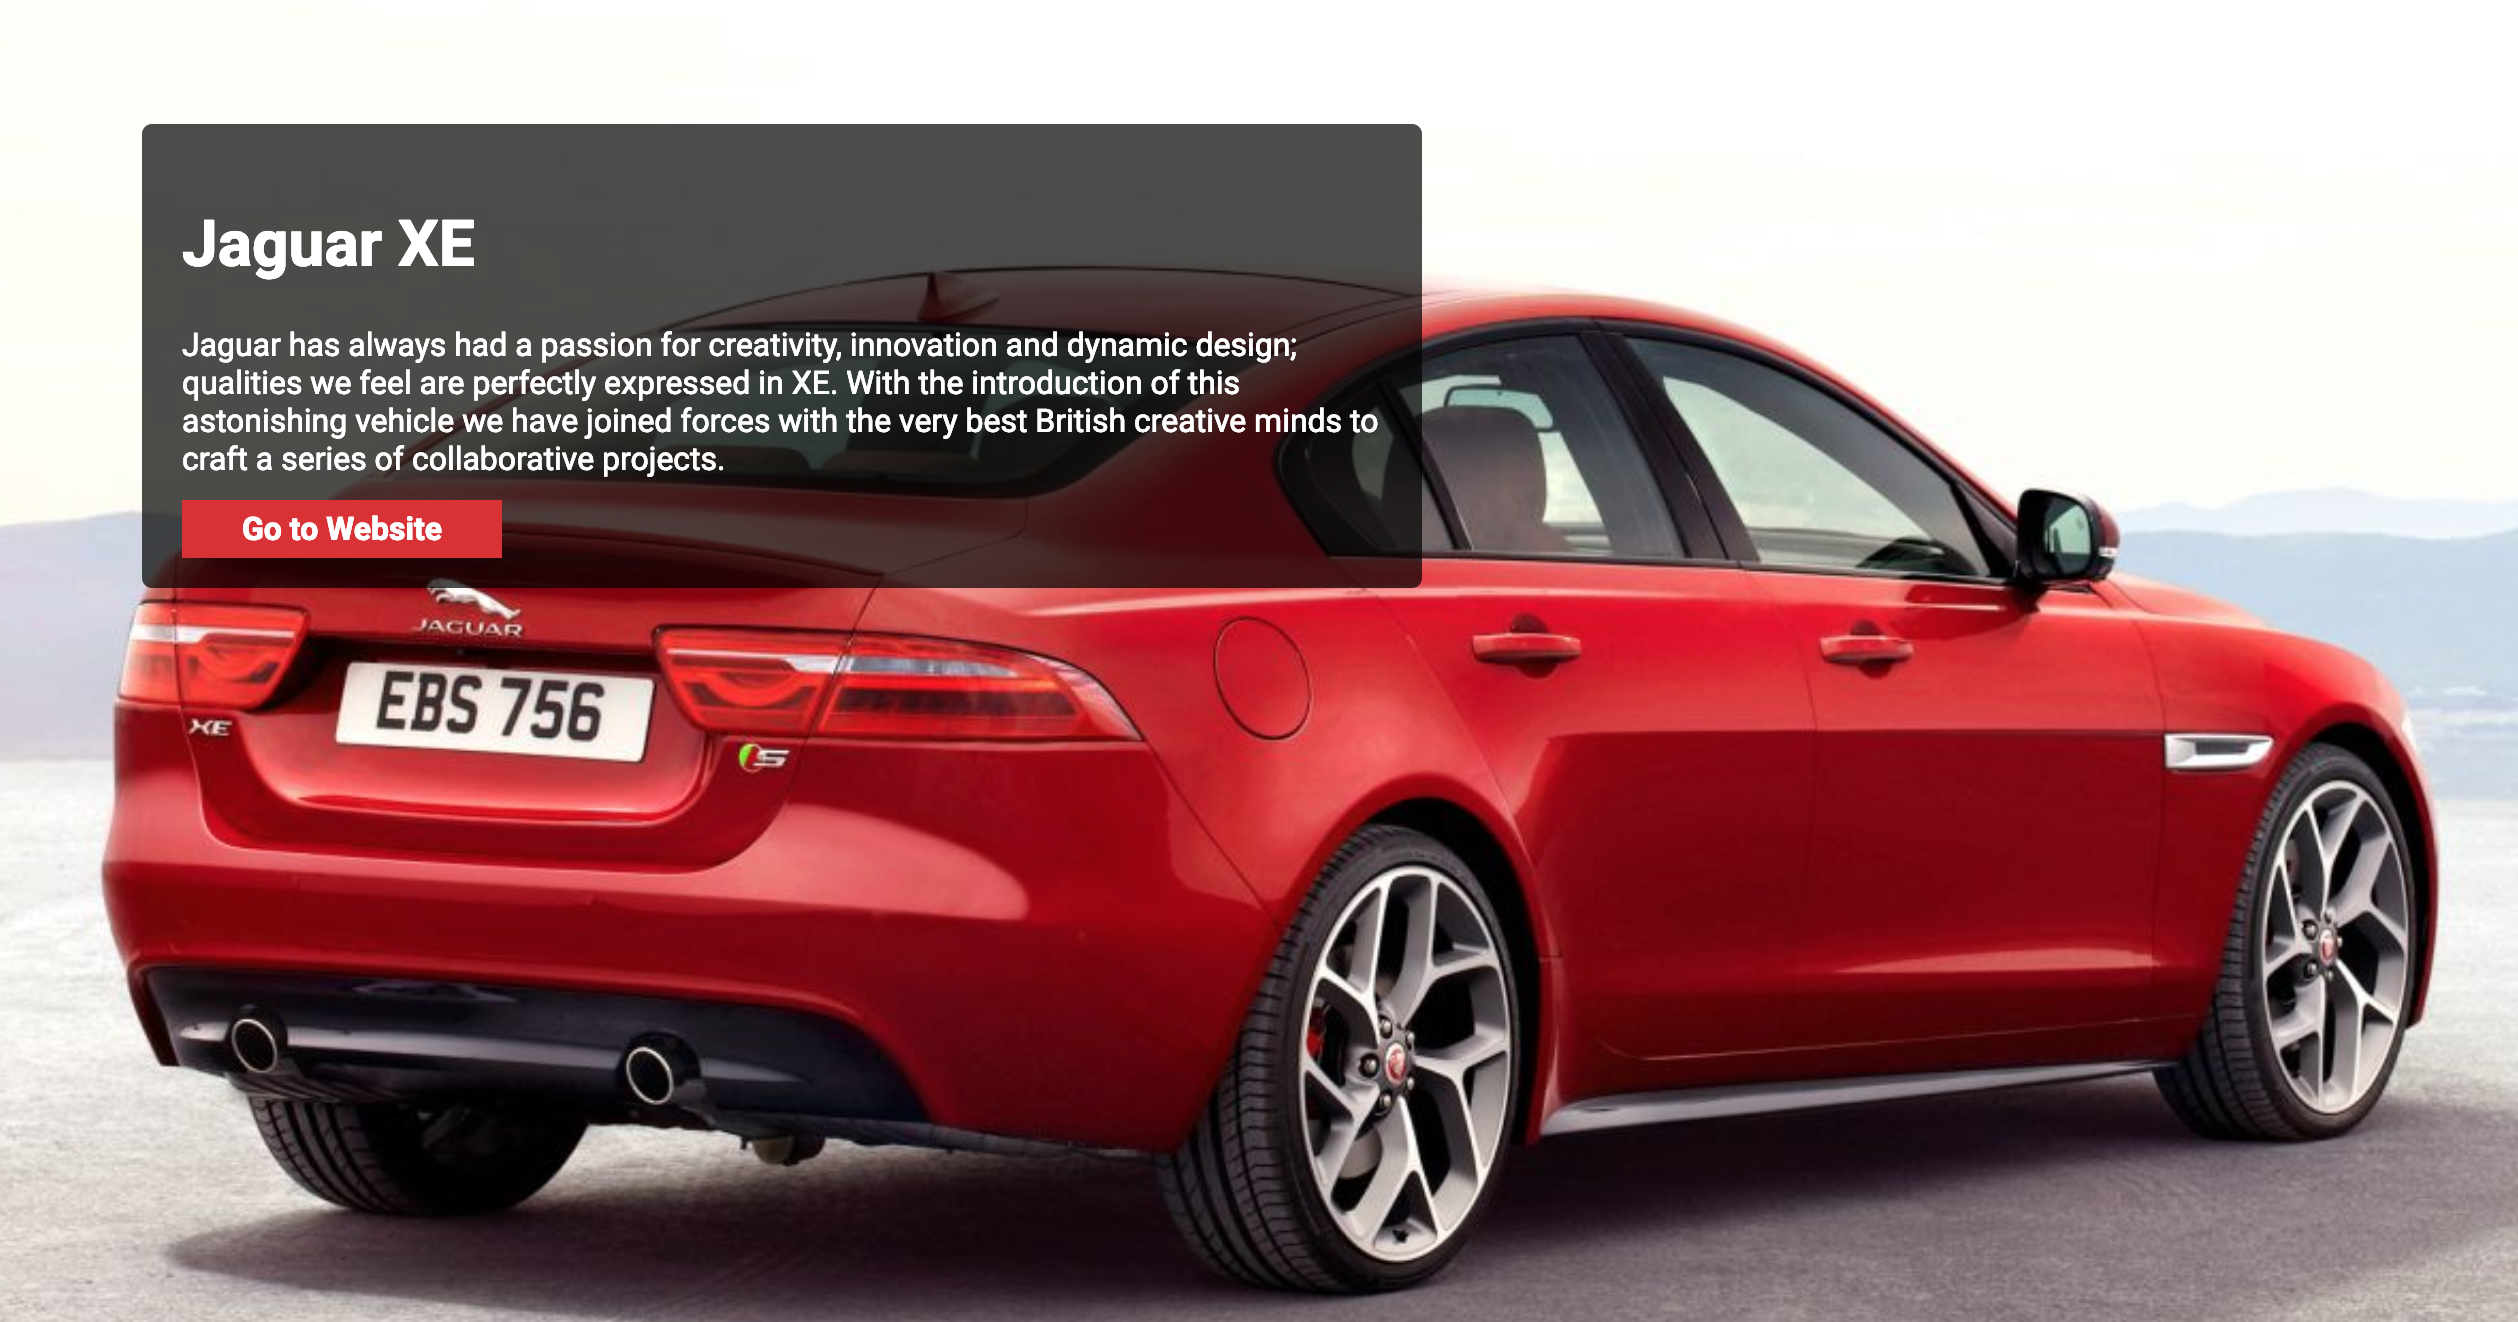 Jaguar XE
Jaguar has always had a passion for creativity, innovation and dynamic design;
qualities we feel are perfectly expressed in XE. With the introduction of this
astonishing vehicle we have joined forces with the very best British creative minds to
craft a series of collaborative projects.
Go to Website
JAGUAR
EBS 756
XE
S